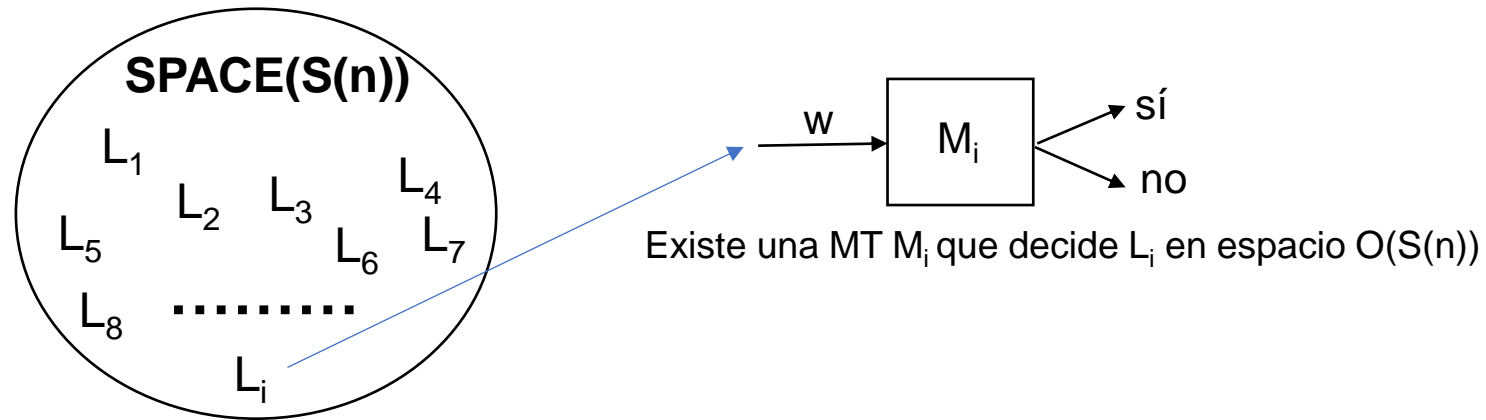 SPACE(S(n))
L₁
L₂ L₃ L₄
L₅ L₆ L₇
L₈ .........
Lᵢ
w
Mᵢ
sí
no
Existe una MT Mᵢ que decide Lᵢ en espacio O(S(n))